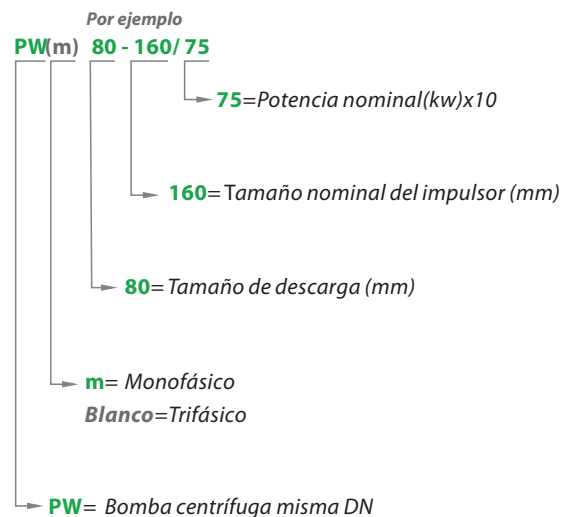 Por ejemplo
PW(m) 80 - 160/ 75
75=Potencia nominal(kw)x10
160=Tamaño nominal del impulsor (mm)
80=Tamaño de descarga (mm)
m= Monofásico
Blanco=Trifásico
PW= Bomba centrífuga misma DN